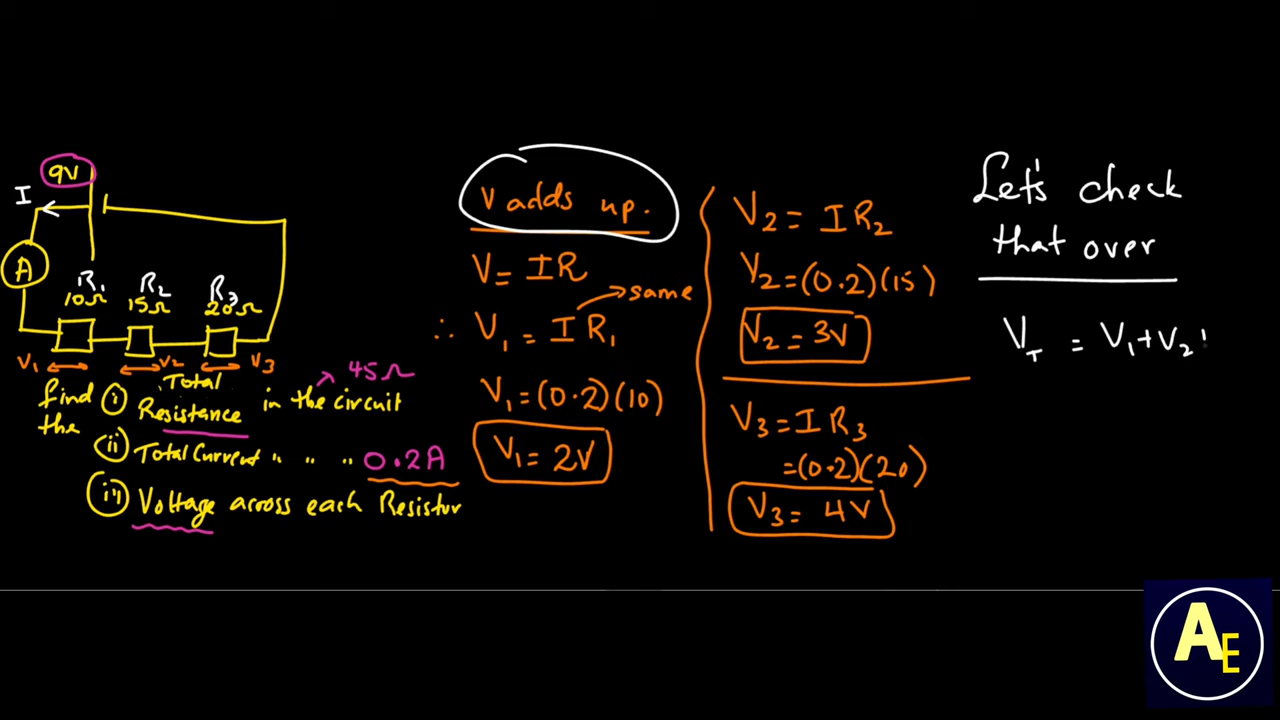 9V
I
A
R1 R2 R3
10Ω 15Ω 20Ω
V1 V2 V3
find the (i) Total Resistance in the circuit 45Ω
(ii) Total Current " " " 0.2A
(iii) Voltage across each Resistor
V adds up.
V = IR
∴ V1 = I R1 → same
V1 = (0.2)(10)
V1 = 2V
V2 = I R2
V2 = (0.2)(15)
V2 = 3V
V3 = I R3
= (0.2)(20)
V3 = 4V
Let's check
that over
VT = V1 + V2
AE